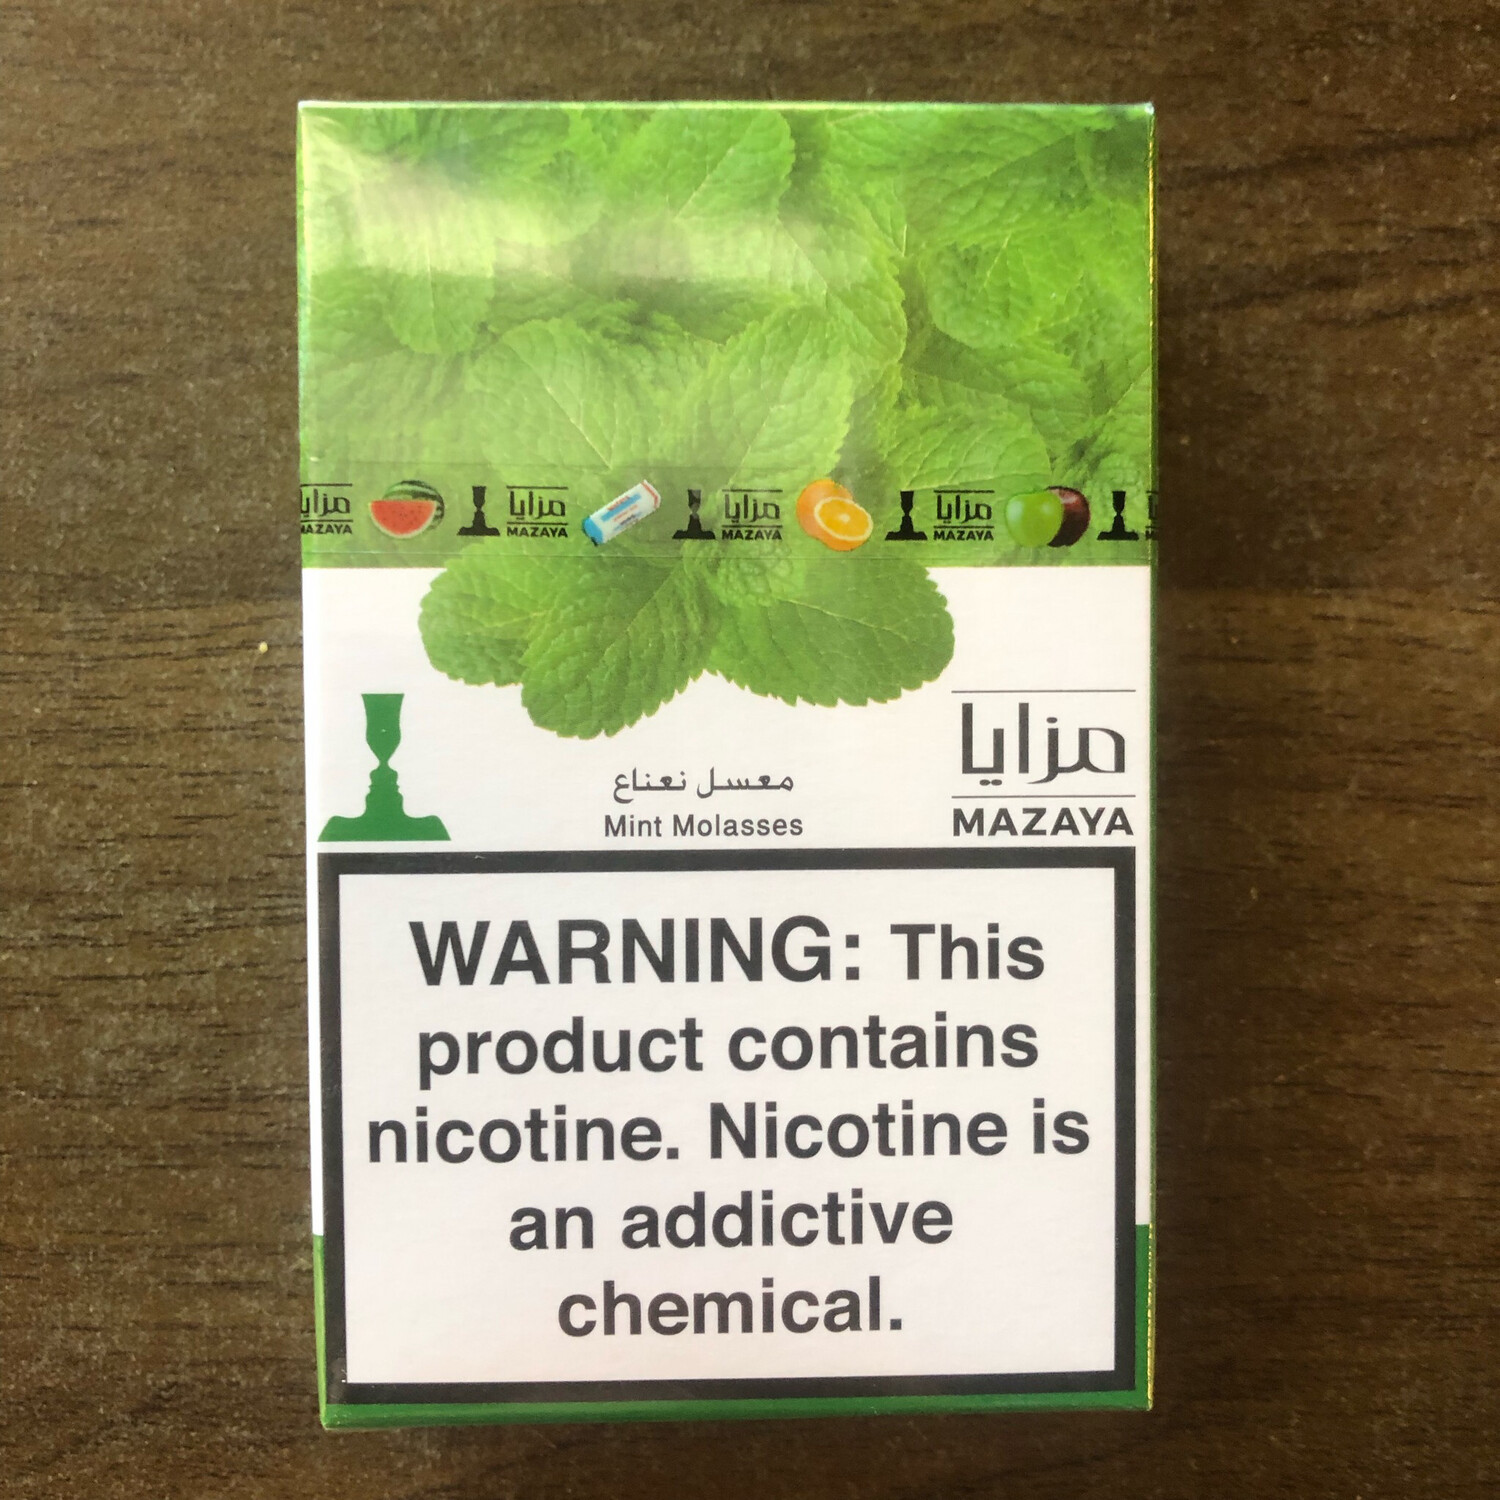 مزايا مزايا مزايا مزايا
MAZAYA MAZAYA MAZAYA MAZAYA
مزايا
معسل نعناع
Mint Molasses
MAZAYA
WARNING: This
product contains
nicotine. Nicotine is
an addictive
chemical.